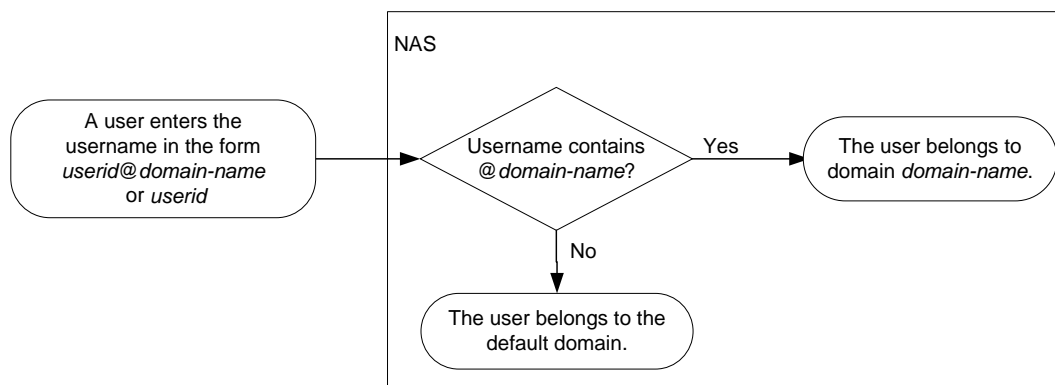 NAS
A user enters the
username in the form
userid@domain-name
or userid
Username contains
@domain-name?
Yes
The user belongs to
domain domain-name.
No
The user belongs to the
default domain.